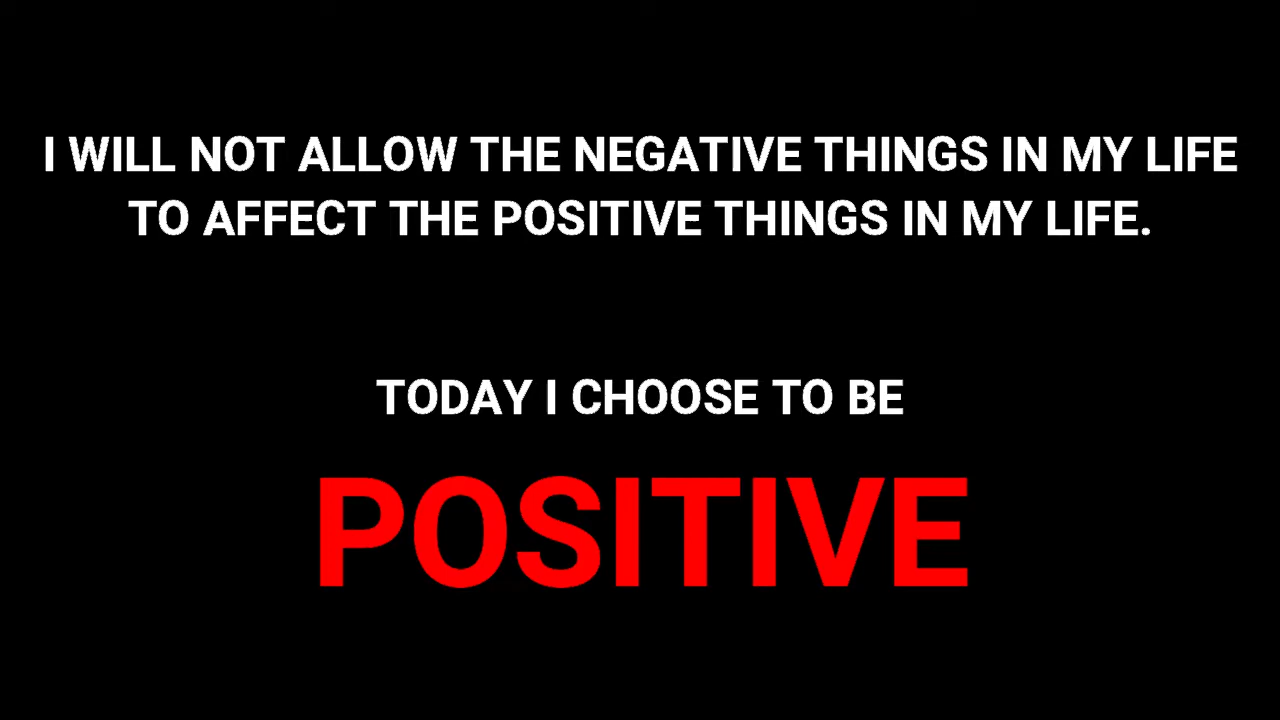 I WILL NOT ALLOW THE NEGATIVE THINGS IN MY LIFE
TO AFFECT THE POSITIVE THINGS IN MY LIFE.
TODAY I CHOOSE TO BE
POSITIVE